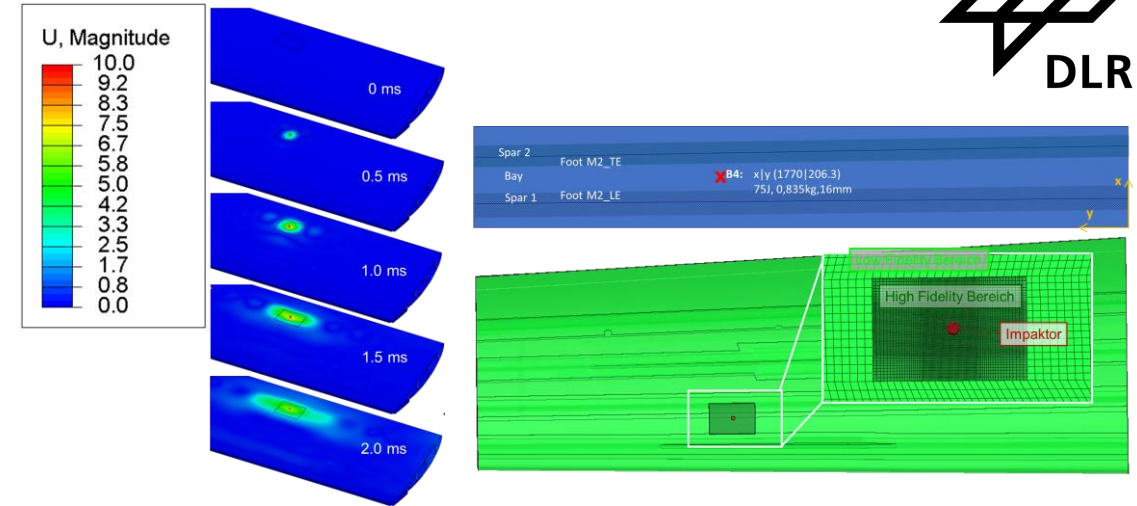 U, Magnitude
10.0
9.2
8.3
7.5
6.7
5.8
5.0
4.2
3.3
2.5
1.7
0.8
0.0
0 ms
0.5 ms
1.0 ms
1.5 ms
2.0 ms
DLR
Spar 2
Foot M2_TE
Bay
B4: x|y (1770|206.3)
75J, 0,835kg,16mm
Spar 1
Foot M2_LE
x
y
Low Fidelity Bereich
High Fidelity Bereich
Impaktor